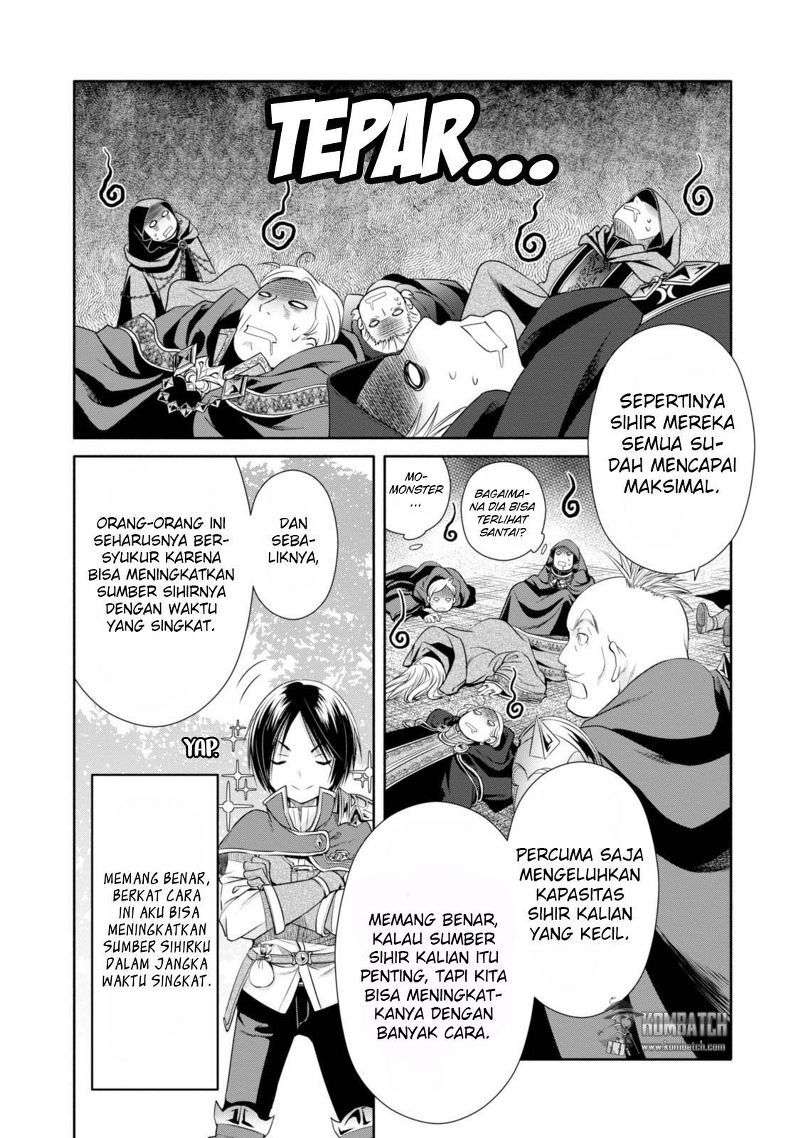 TEPAR...
SEPERTINYA
SIHIR MEREKA
SEMUA SU-
DAH MENCAPAI
MAKSIMAL.
MO-
MONSTER
...
BAGAIMA-
NA DIA BISA
TERLIHAT
SANTAI?
PERCUMA SAJA
MENGELUHKAN
KAPASITAS
SIHIR KALIAN
YANG KECIL.
MEMANG BENAR,
KALAU SUMBER
SIHIR KALIAN ITU
PENTING, TAPI KITA
BISA MENINGKAT-
KANYA DENGAN
BANYAK CARA.
DAN
SEBA-
LIKNYA,
ORANG-ORANG INI
SEHARUSNYA BER-
SYUKUR KARENA
BISA MENINGKATKAN
SUMBER SIHIRNYA
DENGAN WAKTU
YANG SINGKAT.
YAP.
MEMANG BENAR,
BERKAT CARA
INI AKU BISA
MENINGKATKAN
SUMBER SIHIRKU
DALAM JANGKA
WAKTU SINGKAT.
KOMBATCH
www.kombatch.com